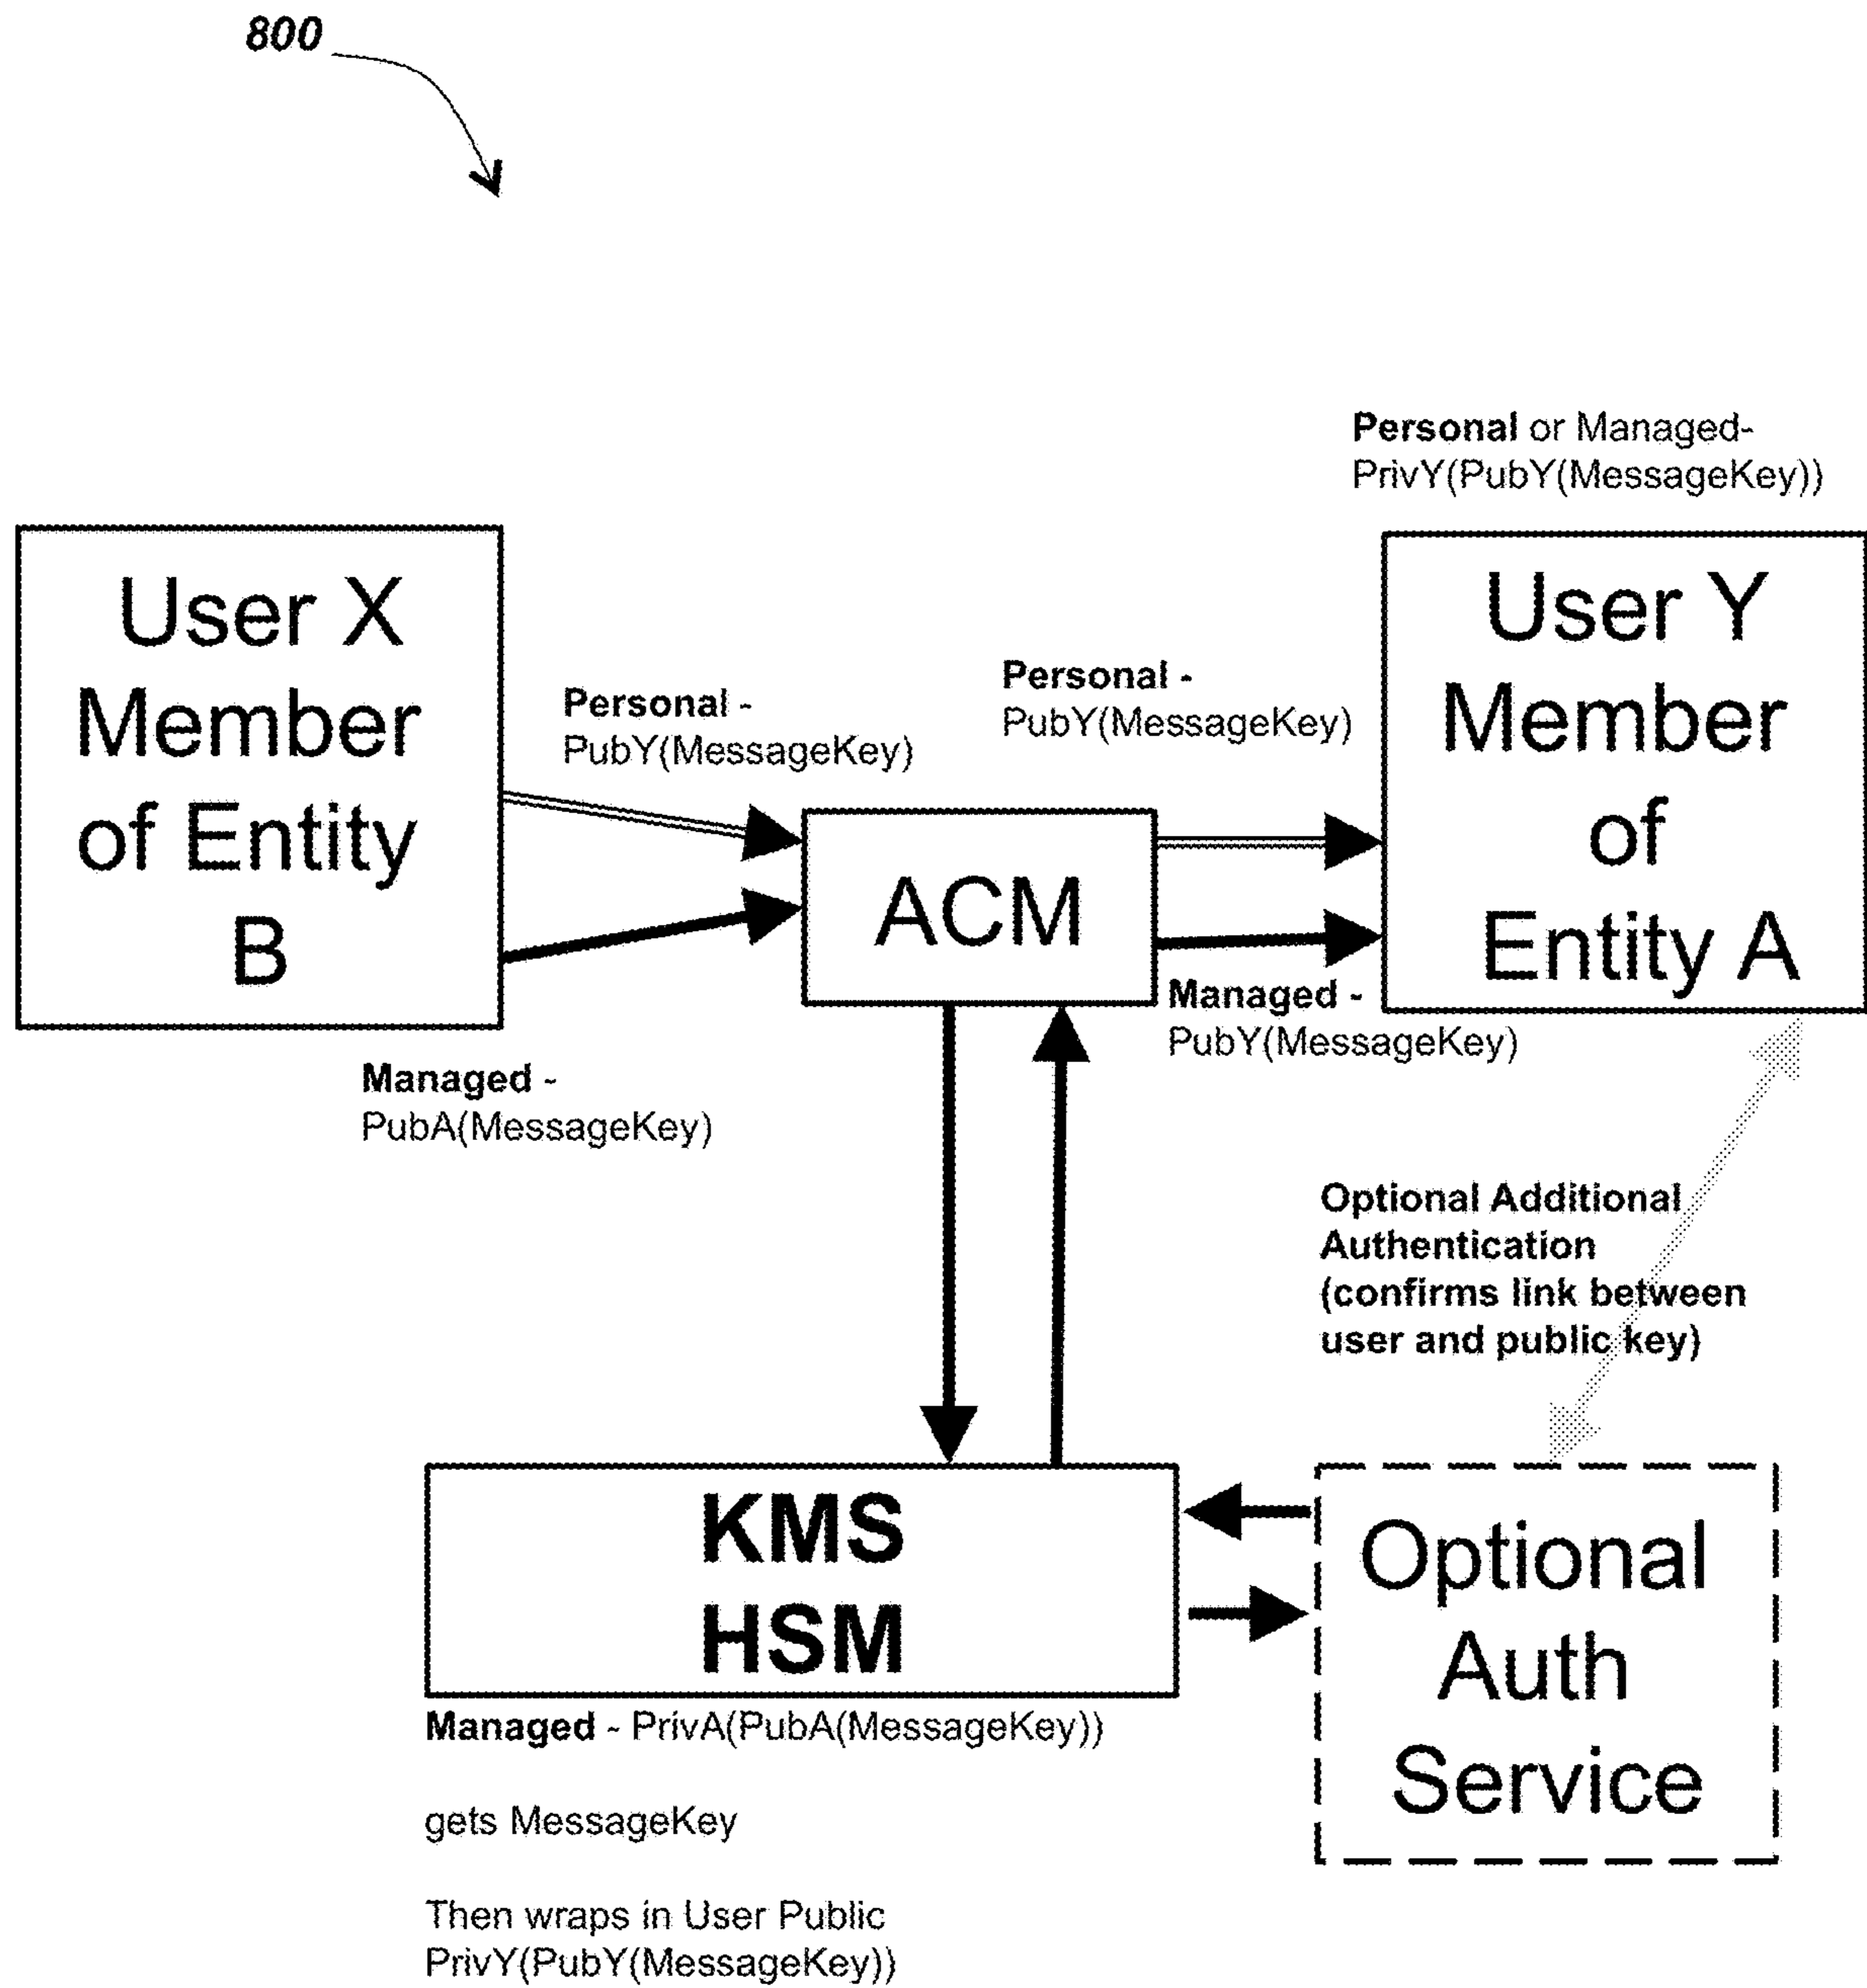 800
Personal or Managed-
PrivY(PubY(MessageKey))
User X
Member
of Entity
B
Personal -
PubY(MessageKey)
Personal -
PubY(MessageKey)
User Y
Member
of
Entity A
ACM
Managed -
PubY(MessageKey)
Managed -
PubA(MessageKey)
Optional Additional
Authentication
(confirms link between
user and public key)
KMS
HSM
Optional
Auth
Service
Managed - PrivA(PubA(MessageKey))
gets MessageKey
Then wraps in User Public
PrivY(PubY(MessageKey))